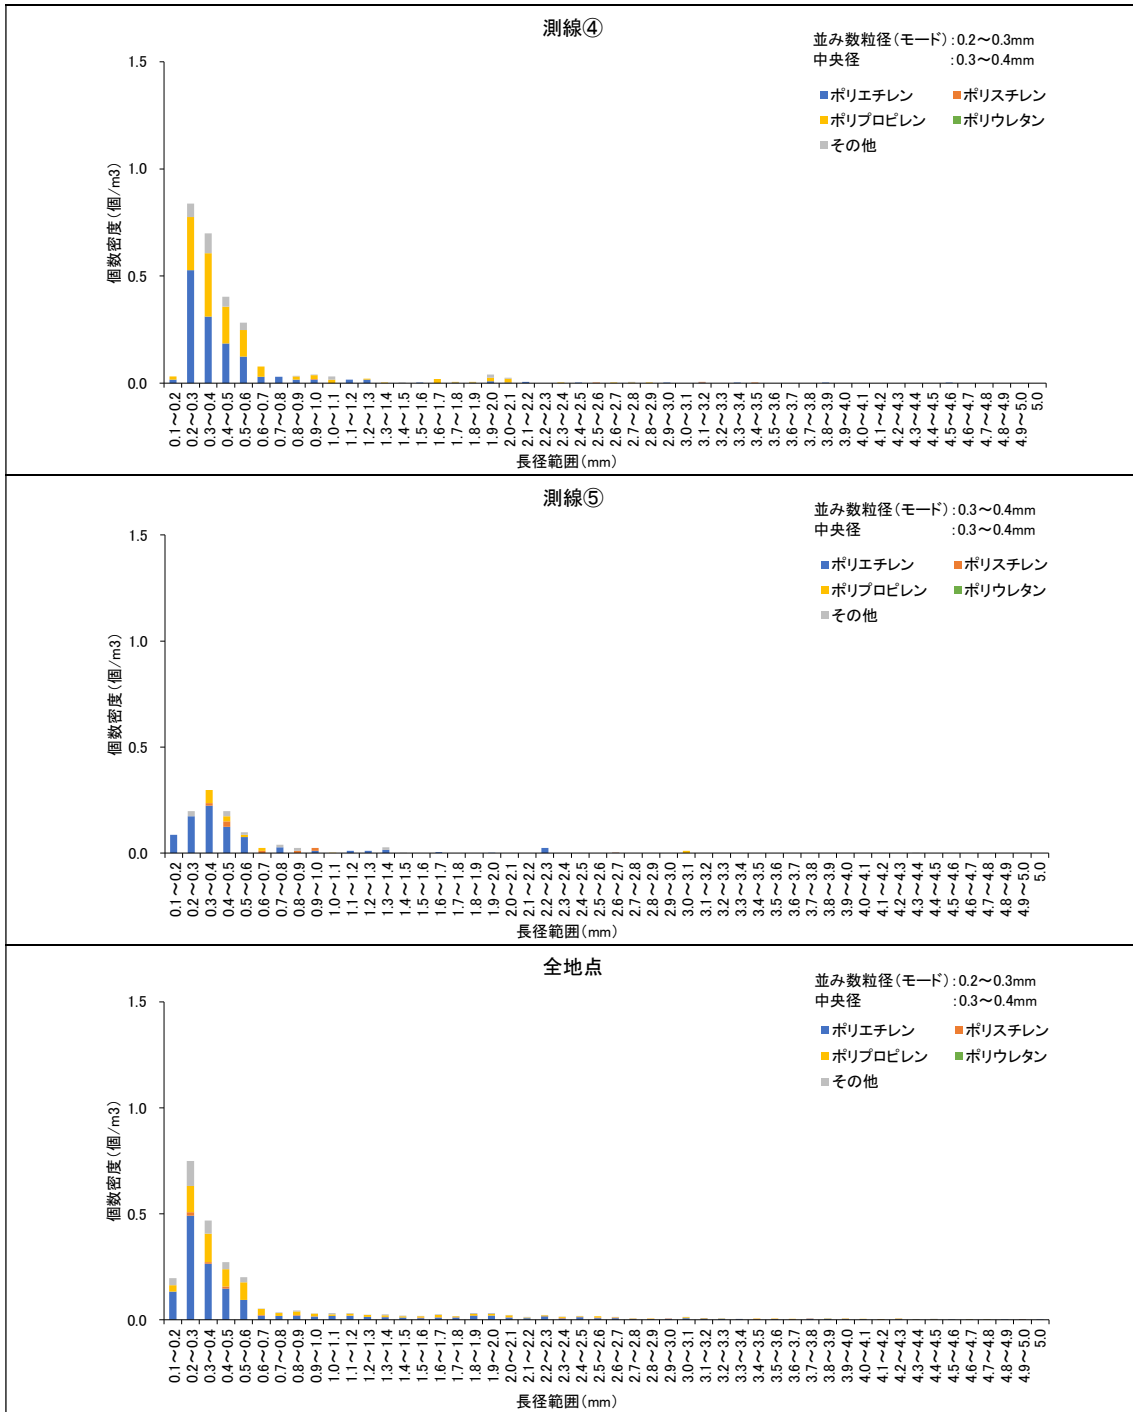 測線④
並み数粒径(モード):0.2～0.3mm
中央径 :0.3～0.4mm
ポリエチレン ポリスチレン
ポリプロピレン ポリウレタン
その他
個数密度(個/m3)
1.5
1.0
0.5
0.0
0.1～0.2 0.2～0.3 0.3～0.4 0.4～0.5 0.5～0.6 0.6～0.7 0.7～0.8 0.8～0.9 0.9～1.0 1.0～1.1 1.1～1.2 1.2～1.3 1.3～1.4 1.4～1.5 1.5～1.6 1.6～1.7 1.7～1.8 1.8～1.9 1.9～2.0 2.0～2.1 2.1～2.2 2.2～2.3 2.3～2.4 2.4～2.5 2.5～2.6 2.6～2.7 2.7～2.8 2.8～2.9 2.9～3.0 3.0～3.1 3.1～3.2 3.2～3.3 3.3～3.4 3.4～3.5 3.5～3.6 3.6～3.7 3.7～3.8 3.8～3.9 3.9～4.0 4.0～4.1 4.1～4.2 4.2～4.3 4.3～4.4 4.4～4.5 4.5～4.6 4.6～4.7 4.7～4.8 4.8～4.9 4.9～5.0 5.0
長径範囲(mm)
測線⑤
並み数粒径(モード):0.3～0.4mm
中央径 :0.3～0.4mm
ポリエチレン ポリスチレン
ポリプロピレン ポリウレタン
その他
個数密度(個/m3)
1.5
1.0
0.5
0.0
0.1～0.2 0.2～0.3 0.3～0.4 0.4～0.5 0.5～0.6 0.6～0.7 0.7～0.8 0.8～0.9 0.9～1.0 1.0～1.1 1.1～1.2 1.2～1.3 1.3～1.4 1.4～1.5 1.5～1.6 1.6～1.7 1.7～1.8 1.8～1.9 1.9～2.0 2.0～2.1 2.1～2.2 2.2～2.3 2.3～2.4 2.4～2.5 2.5～2.6 2.6～2.7 2.7～2.8 2.8～2.9 2.9～3.0 3.0～3.1 3.1～3.2 3.2～3.3 3.3～3.4 3.4～3.5 3.5～3.6 3.6～3.7 3.7～3.8 3.8～3.9 3.9～4.0 4.0～4.1 4.1～4.2 4.2～4.3 4.3～4.4 4.4～4.5 4.5～4.6 4.6～4.7 4.7～4.8 4.8～4.9 4.9～5.0 5.0
長径範囲(mm)
全地点
並み数粒径(モード):0.2～0.3mm
中央径 :0.3～0.4mm
ポリエチレン ポリスチレン
ポリプロピレン ポリウレタン
その他
個数密度(個/m3)
1.5
1.0
0.5
0.0
0.1～0.2 0.2～0.3 0.3～0.4 0.4～0.5 0.5～0.6 0.6～0.7 0.7～0.8 0.8～0.9 0.9～1.0 1.0～1.1 1.1～1.2 1.2～1.3 1.3～1.4 1.4～1.5 1.5～1.6 1.6～1.7 1.7～1.8 1.8～1.9 1.9～2.0 2.0～2.1 2.1～2.2 2.2～2.3 2.3～2.4 2.4～2.5 2.5～2.6 2.6～2.7 2.7～2.8 2.8～2.9 2.9～3.0 3.0～3.1 3.1～3.2 3.2～3.3 3.3～3.4 3.4～3.5 3.5～3.6 3.6～3.7 3.7～3.8 3.8～3.9 3.9～4.0 4.0～4.1 4.1～4.2 4.2～4.3 4.3～4.4 4.4～4.5 4.5～4.6 4.6～4.7 4.7～4.8 4.8～4.9 4.9～5.0 5.0
長径範囲(mm)